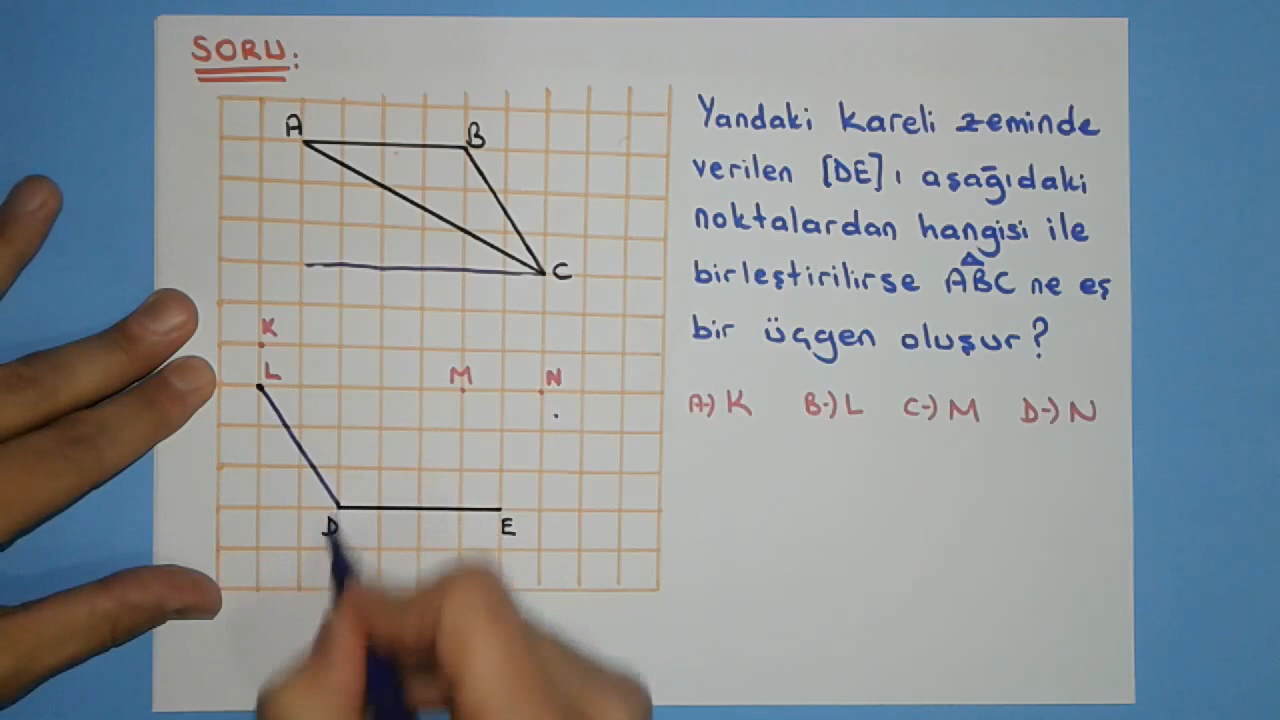 SORU:
A
B
C
K
L
M
N
D
E
Yandaki kareli zeminde
verilen [DE]ı aşağıdaki
noktalardan hangisi ile
birleştirilirse ABC ne eş
bir üçgen oluşur?
A-) K B-) L C-) M D-) N